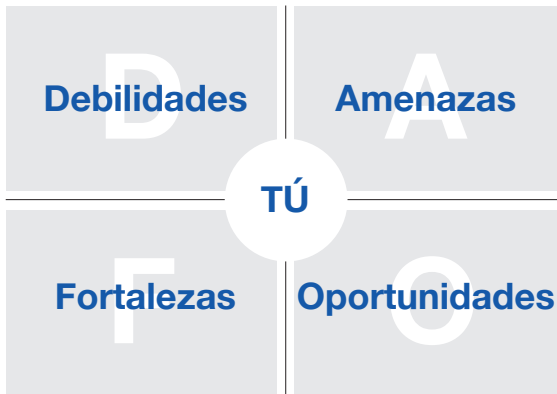 D
Debilidades
A
Amenazas
TÚ
F
Fortalezas
O
Oportunidades